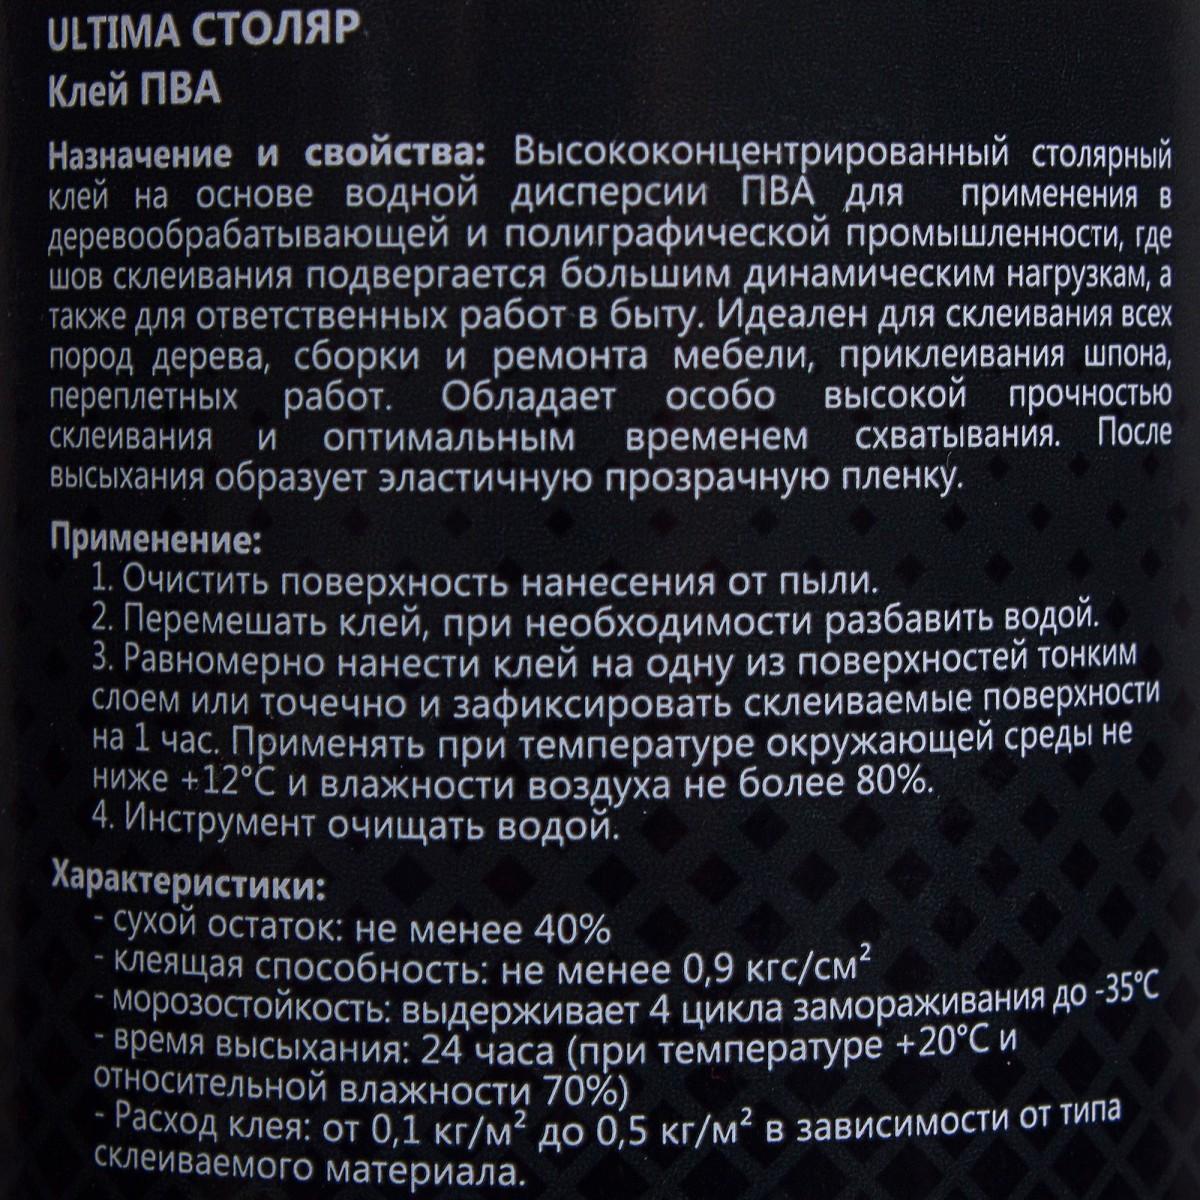 ULTIMA СТОЛЯР
Клей ПВА
Назначение и свойства: Высококонцентрированный столярный
клей на основе водной дисперсии ПВА для применения в
деревообрабатывающей и полиграфической промышленности, где
шов склеивания подвергается большим динамическим нагрузкам, а
также для ответственных работ в быту. Идеален для склеивания всех
пород дерева, сборки и ремонта мебели, приклеивания шпона,
переплетных работ. Обладает особо высокой прочностью
склеивания и оптимальным временем схватывания. После
высыхания образует эластичную прозрачную пленку.
Применение:
1. Очистить поверхность нанесения от пыли.
2. Перемешать клей, при необходимости разбавить водой.
3. Равномерно нанести клей на одну из поверхностей тонким
слоем или точечно и зафиксировать склеиваемые поверхности
на 1 час. Применять при температуре окружающей среды не
ниже +12°С и влажности воздуха не более 80%.
4. Инструмент очищать водой.
Характеристики:
- сухой остаток: не менее 40%
- клеящая способность: не менее 0,9 кгс/см²
- морозостойкость: выдерживает 4 цикла замораживания до -35°С
- время высыхания: 24 часа (при температуре +20°С и
относительной влажности 70%)
- Расход клея: от 0,1 кг/м² до 0,5 кг/м² в зависимости от типа
склеиваемого материала.